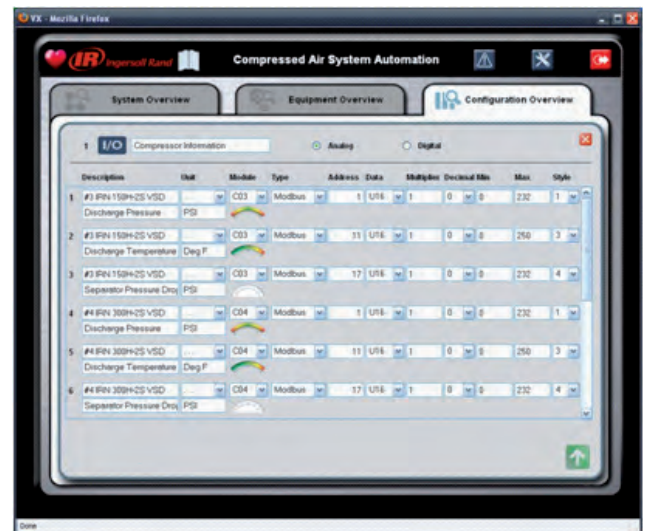 VX - Mozilla Firefox
IR Ingersoll Rand Compressed Air System Automation
System Overview Equipment Overview Configuration Overview
1 I/O Compressor Information Analog Digital
Description Unit Module Type Address Data Multiplier Decimal Min Max Style
1 #3 IRN 150H-2S VSD C03 Modbus 1 U16 1 0 0 232 1
Discharge Pressure PSI
2 #3 IRN 150H-2S VSD C03 Modbus 11 U16 1 0 0 250 3
Discharge Temperature Deg F
3 #3 IRN 150H-2S VSD C03 Modbus 17 U16 1 0 0 232 4
Separator Pressure Drop PSI
4 #4 IRN 300H-2S VSD C04 Modbus 1 U16 1 0 0 232 1
Discharge Pressure PSI
5 #4 IRN 300H-2S VSD C04 Modbus 11 U16 1 0 0 250 3
Discharge Temperature Deg F
6 #4 IRN 300H-2S VSD C04 Modbus 17 U16 1 0 0 232 4
Separator Pressure Drop PSI
Done